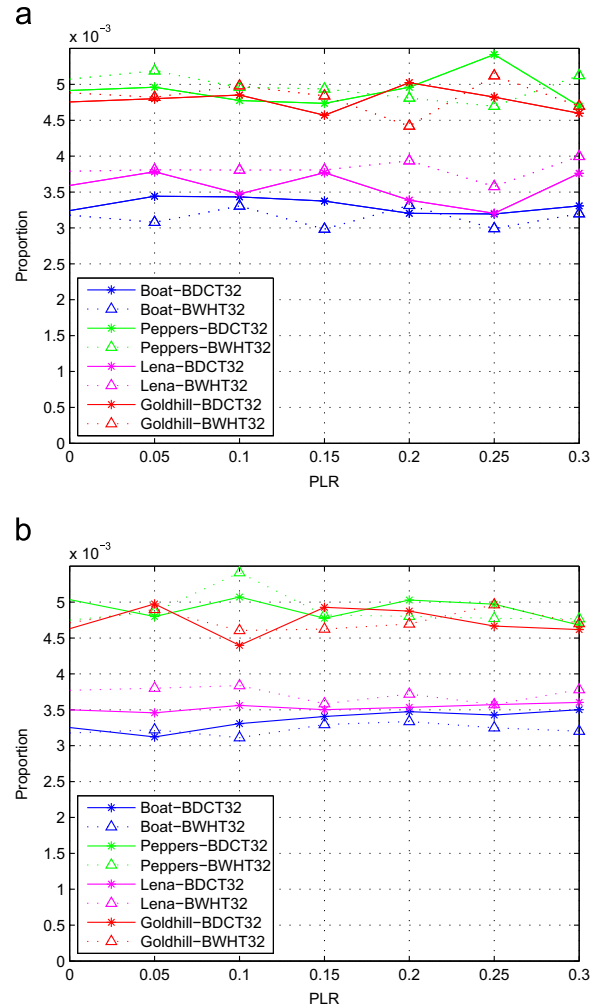 a
x 10⁻³
5
4.5
4
3.5
3
2.5
2
1.5
1
0.5
0
Proportion
Boat−BDCT32
Boat−BWHT32
Peppers−BDCT32
Peppers−BWHT32
Lena−BDCT32
Lena−BWHT32
Goldhill−BDCT32
Goldhill−BWHT32
0 0.05 0.1 0.15 0.2 0.25 0.3
PLR
b
x 10⁻³
5
4.5
4
3.5
3
2.5
2
1.5
1
0.5
0
Proportion
Boat−BDCT32
Boat−BWHT32
Peppers−BDCT32
Peppers−BWHT32
Lena−BDCT32
Lena−BWHT32
Goldhill−BDCT32
Goldhill−BWHT32
0 0.05 0.1 0.15 0.2 0.25 0.3
PLR